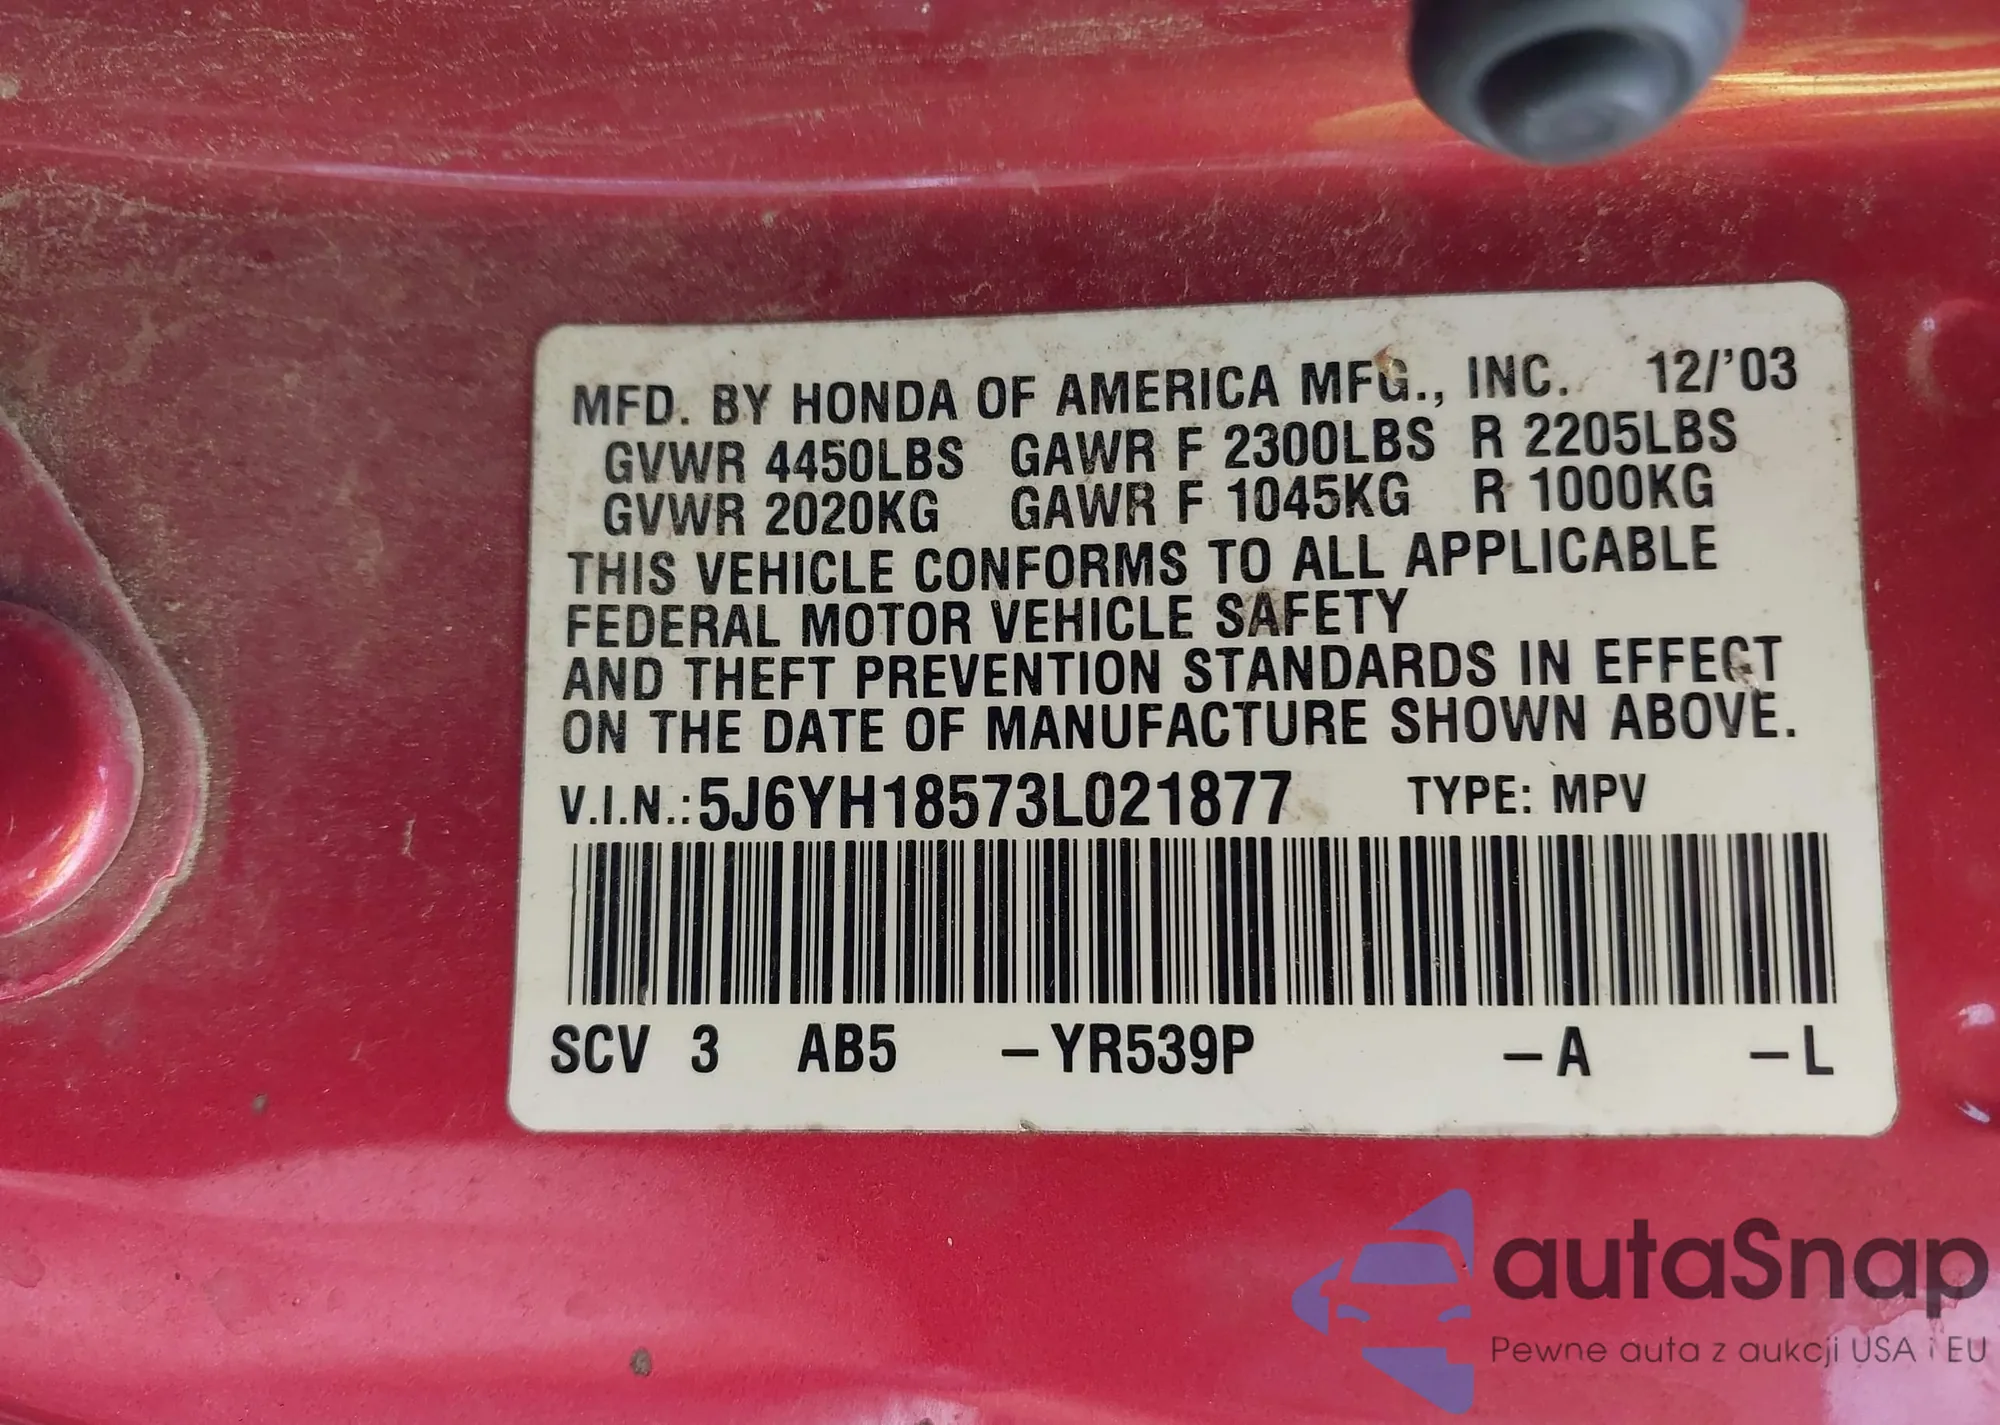 MFD. BY HONDA OF AMERICA MFG., INC. 12/'03
GVWR 4450LBS GAWR F 2300LBS R 2205LBS
GVWR 2020KG GAWR F 1045KG R 1000KG
THIS VEHICLE CONFORMS TO ALL APPLICABLE
FEDERAL MOTOR VEHICLE SAFETY
AND THEFT PREVENTION STANDARDS IN EFFECT
ON THE DATE OF MANUFACTURE SHOWN ABOVE.
V.I.N.: 5J6YH18573L021877 TYPE: MPV
SCV 3 AB5 –YR539P –A –L
autaSnap
Pewne auta z aukcji USA i EU